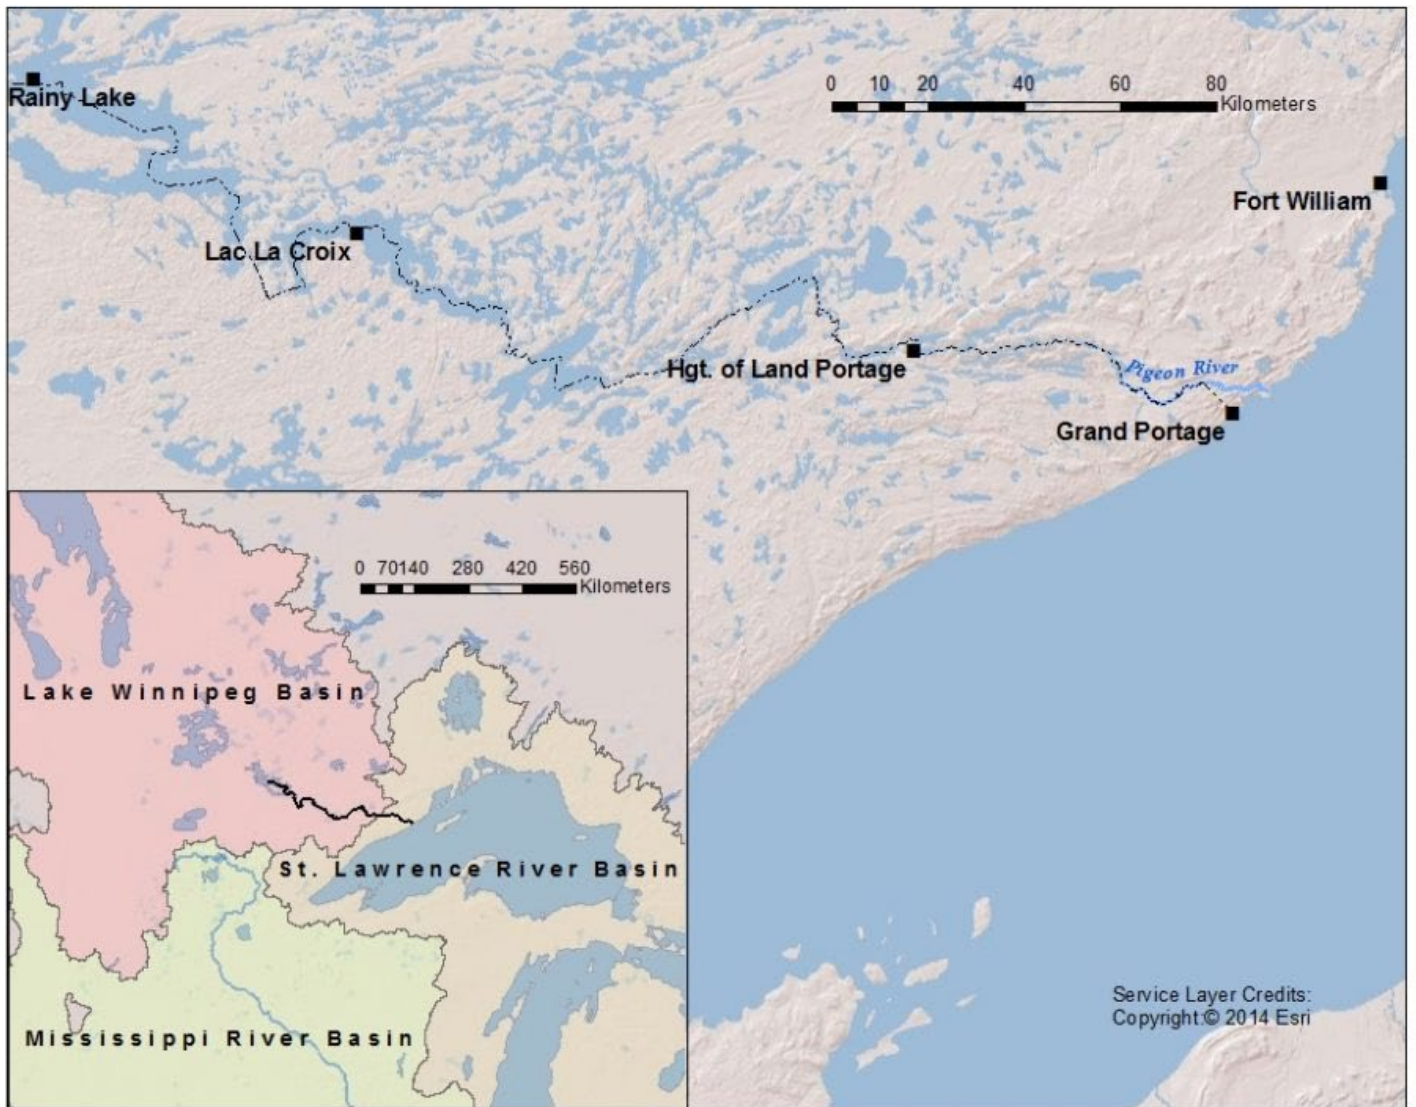 0 10 20 40 60 80
Kilometers
Rainy Lake
Fort William
Lac La Croix
Hgt. of Land Portage
Pigeon River
Grand Portage
0 70140 280 420 560
Kilometers
Lake Winnipeg Basin
St. Lawrence River Basin
Mississippi River Basin
Service Layer Credits:
Copyright:© 2014 Esri